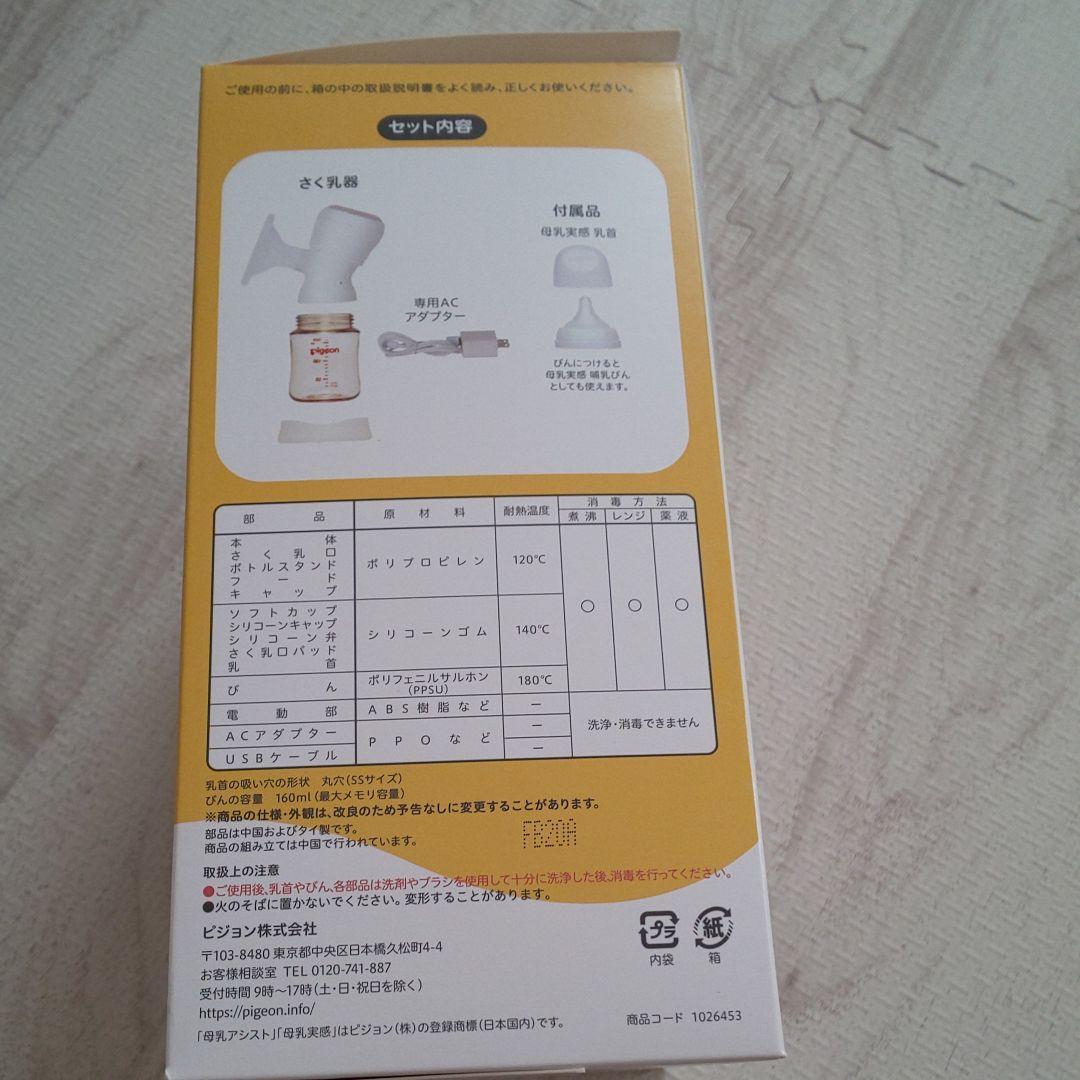 ご使用の前に、箱の中の取扱説明書をよく読み、正しくお使いください。
セット内容
さく乳器
付属品
母乳実感 乳首
専用AC
アダプター
pigeon
びんにつけると
母乳実感 哺乳びん
としても使えます。
部品 原材料 耐熱温度 消毒方法
煮沸 レンジ 薬液
本体
さく乳口
ボトルスタンド
フード
キャップ
ポリプロピレン 120℃
ソフトカップ
シリコーンキャップ
シリコーン弁
さく乳口パッド
乳首
シリコーンゴム 140℃
○ ○ ○
びん ポリフェニルサルホン
(PPSU) 180℃
電動部 ABS樹脂など ー
ACアダプター ー
PPOなど
USBケーブル ー
洗浄・消毒できません
乳首の吸い穴の形状 丸穴(SSサイズ)
びんの容量 160ml(最大メモリ容量)
※商品の仕様・外観は、改良のため予告なしに変更することがあります。
部品は中国およびタイ製です。
商品の組み立ては中国で行われています。
FB20A
取扱上の注意
●ご使用後、乳首やびん、各部品は洗剤やブラシを使用して十分に洗浄した後、消毒を行ってください。
●火のそばに置かないでください。変形することがあります。
ピジョン株式会社
〒103-8480 東京都中央区日本橋久松町4-4
お客様相談室 TEL 0120-741-887
受付時間 9時〜17時(土・日・祝日を除く)
https://pigeon.info/
「母乳アシスト」「母乳実感」はピジョン(株)の登録商標(日本国内)です。
プラ
内袋
紙
箱
商品コード 1026453